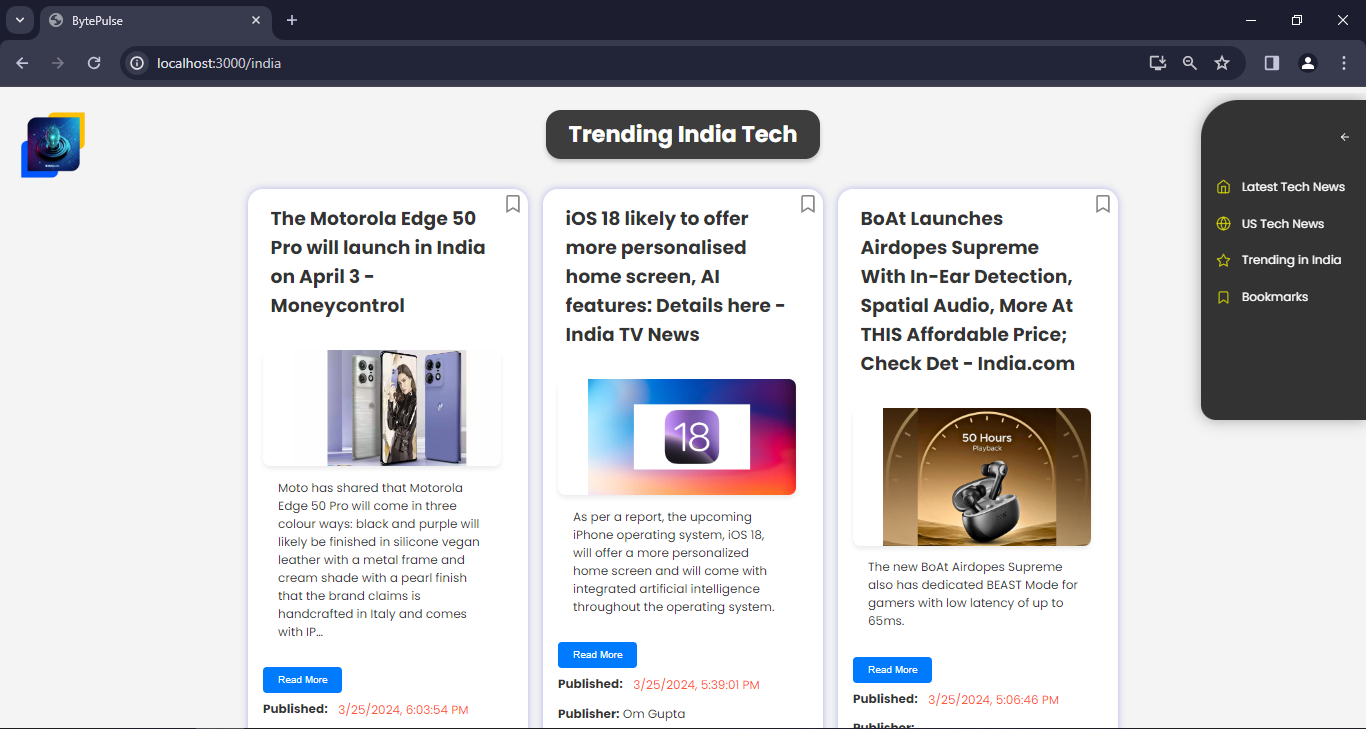 BytePulse
localhost:3000/india
Trending India Tech
Latest Tech News
US Tech News
Trending in India
Bookmarks
The Motorola Edge 50
Pro will launch in India
on April 3 -
Moneycontrol
Moto has shared that Motorola
Edge 50 Pro will come in three
colour ways: black and purple will
likely be finished in silicone vegan
leather with a metal frame and
cream shade with a pearl finish
that the brand claims is
handcrafted in Italy and comes
with IP...
Read More
Published: 3/25/2024, 6:03:54 PM
iOS 18 likely to offer
more personalised
home screen, AI
features: Details here -
India TV News
18
As per a report, the upcoming
iPhone operating system, iOS 18,
will offer a more personalized
home screen and will come with
integrated artificial intelligence
throughout the operating system.
Read More
Published: 3/25/2024, 5:39:01 PM
Publisher: Om Gupta
BoAt Launches
Airdopes Supreme
With In-Ear Detection,
Spatial Audio, More At
THIS Affordable Price;
Check Det - India.com
50 Hours
Playback
The new BoAt Airdopes Supreme
also has dedicated BEAST Mode for
gamers with low latency of up to
65ms.
Read More
Published: 3/25/2024, 5:06:46 PM
Publisher: